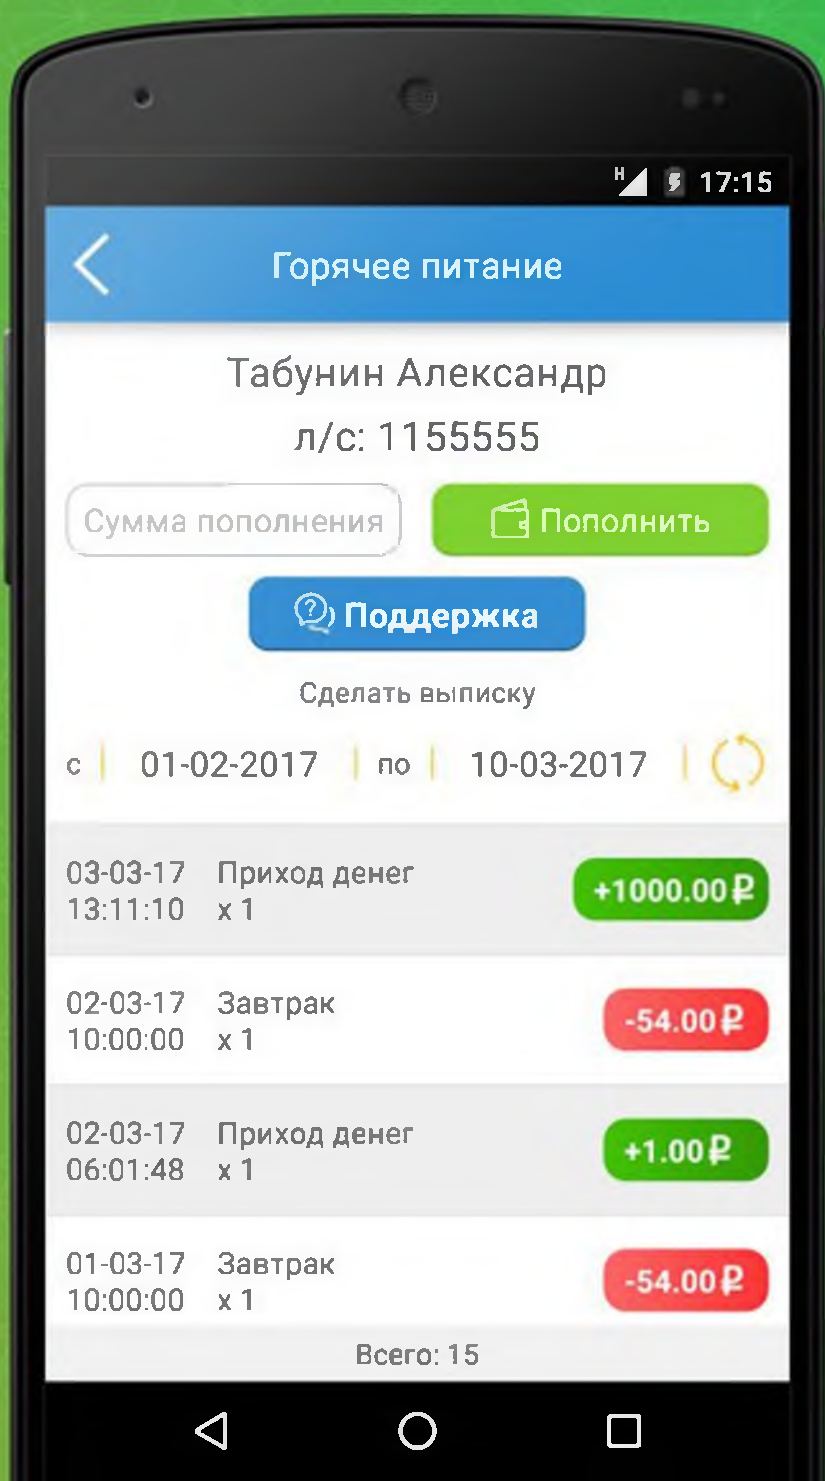 H 17:15
Горячее питание
Табунин Александр
л/с: 1155555
Сумма пополнения Пополнить
? Поддержка
Сделать выписку
с 01-02-2017 по 10-03-2017
03-03-17 Приход денег
+1000.00₽
13:11:10 x 1
02-03-17 Завтрак
-54.00₽
10:00:00 x 1
02-03-17 Приход денег
+1.00₽
06:01:48 x 1
01-03-17 Завтрак
-54.00₽
10:00:00 x 1
Всего: 15